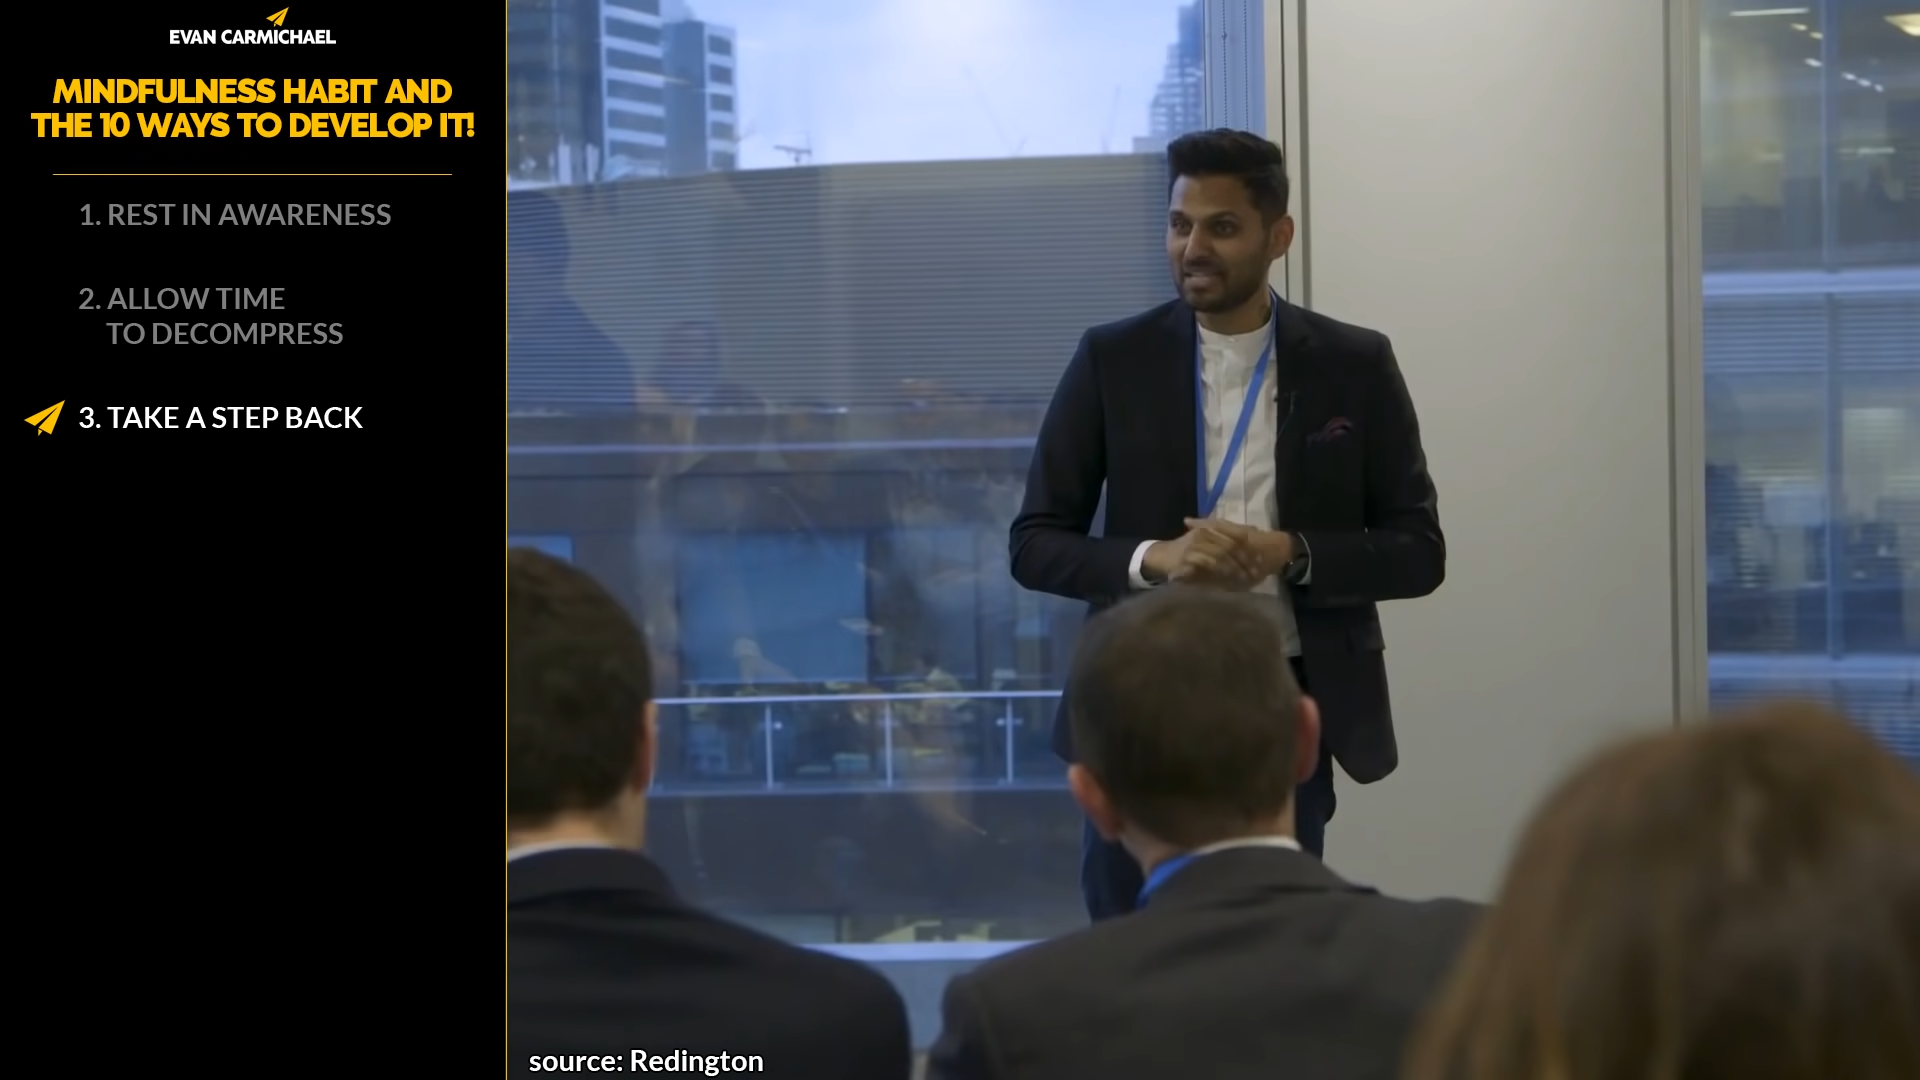 EVAN CARMICHAEL
MINDFULNESS HABIT AND
THE 10 WAYS TO DEVELOP IT!
1. REST IN AWARENESS
2. ALLOW TIME
TO DECOMPRESS
3. TAKE A STEP BACK
source: Redington